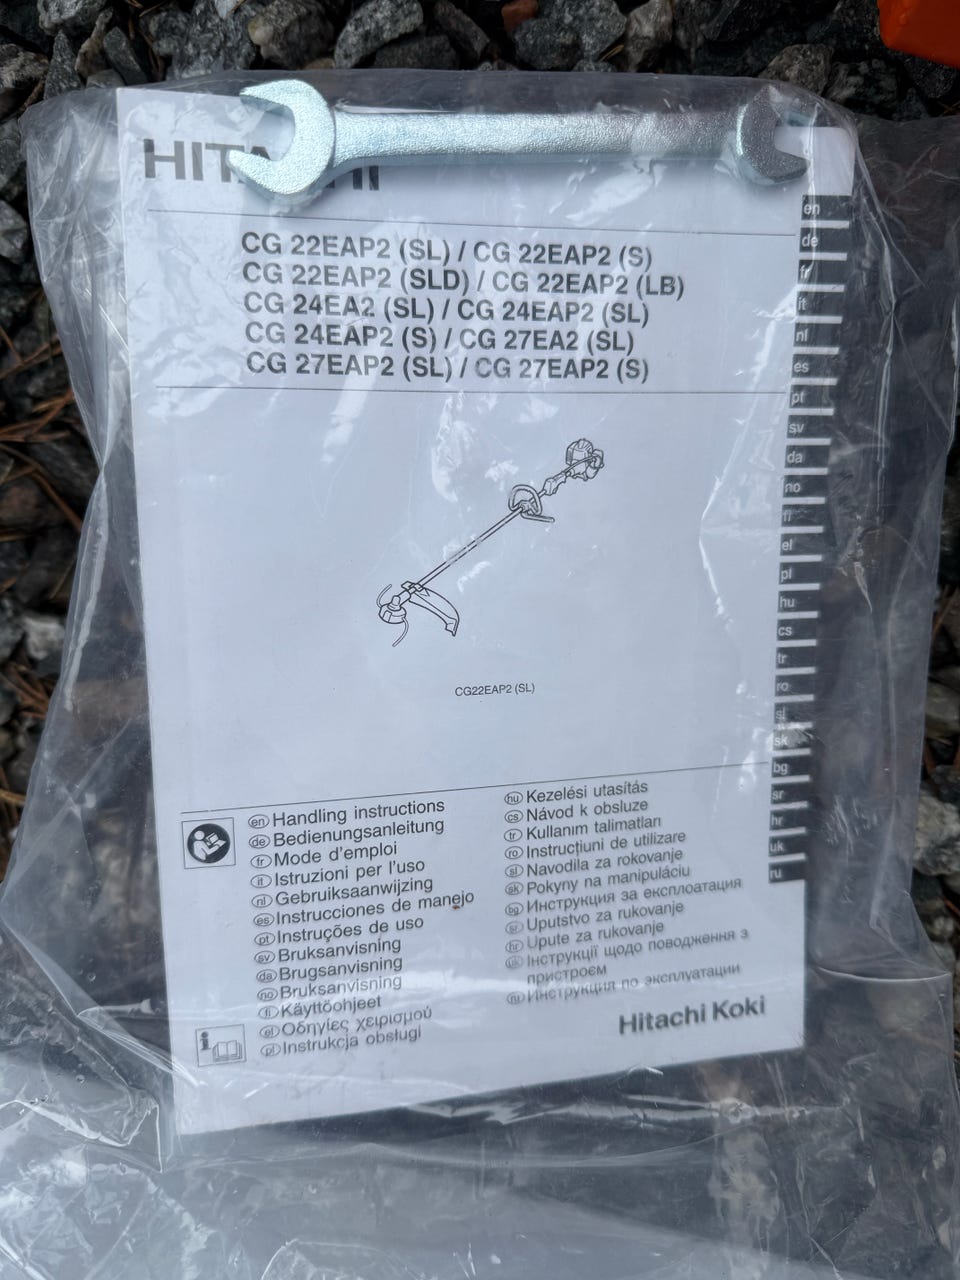 HITACHI
CG 22EAP2 (SL) / CG 22EAP2 (S)
CG 22EAP2 (SLD) / CG 22EAP2 (LB)
CG 24EA2 (SL) / CG 24EAP2 (SL)
CG 24EAP2 (S) / CG 27EA2 (SL)
CG 27EAP2 (SL) / CG 27EAP2 (S)
CG22EAP2 (SL)
en Handling instructions
de Bedienungsanleitung
fr Mode d'emploi
it Istruzioni per l'uso
nl Gebruiksaanwijzing
es Instrucciones de manejo
pt Instruções de uso
sv Bruksanvisning
da Brugsanvisning
no Bruksanvisning
fi Käyttöohjeet
el Οδηγίες χειρισμού
pl Instrukcja obsługi
hu Kezelési utasítás
cs Návod k obsluze
tr Kullanım talimatları
ro Instrucţiuni de utilizare
sl Navodila za rokovanje
sk Pokyny na manipuláciu
bg Инструкция за експлоатация
sr Uputstvo za rukovanje
hr Upute za rukovanje
uk Інструкції щодо поводження з
пристроєм
ru Инструкция по эксплуатации
Hitachi Koki
en
de
fr
it
nl
es
pt
sv
da
no
fi
el
pl
hu
cs
tr
ro
sl
sk
bg
sr
hr
uk
ru